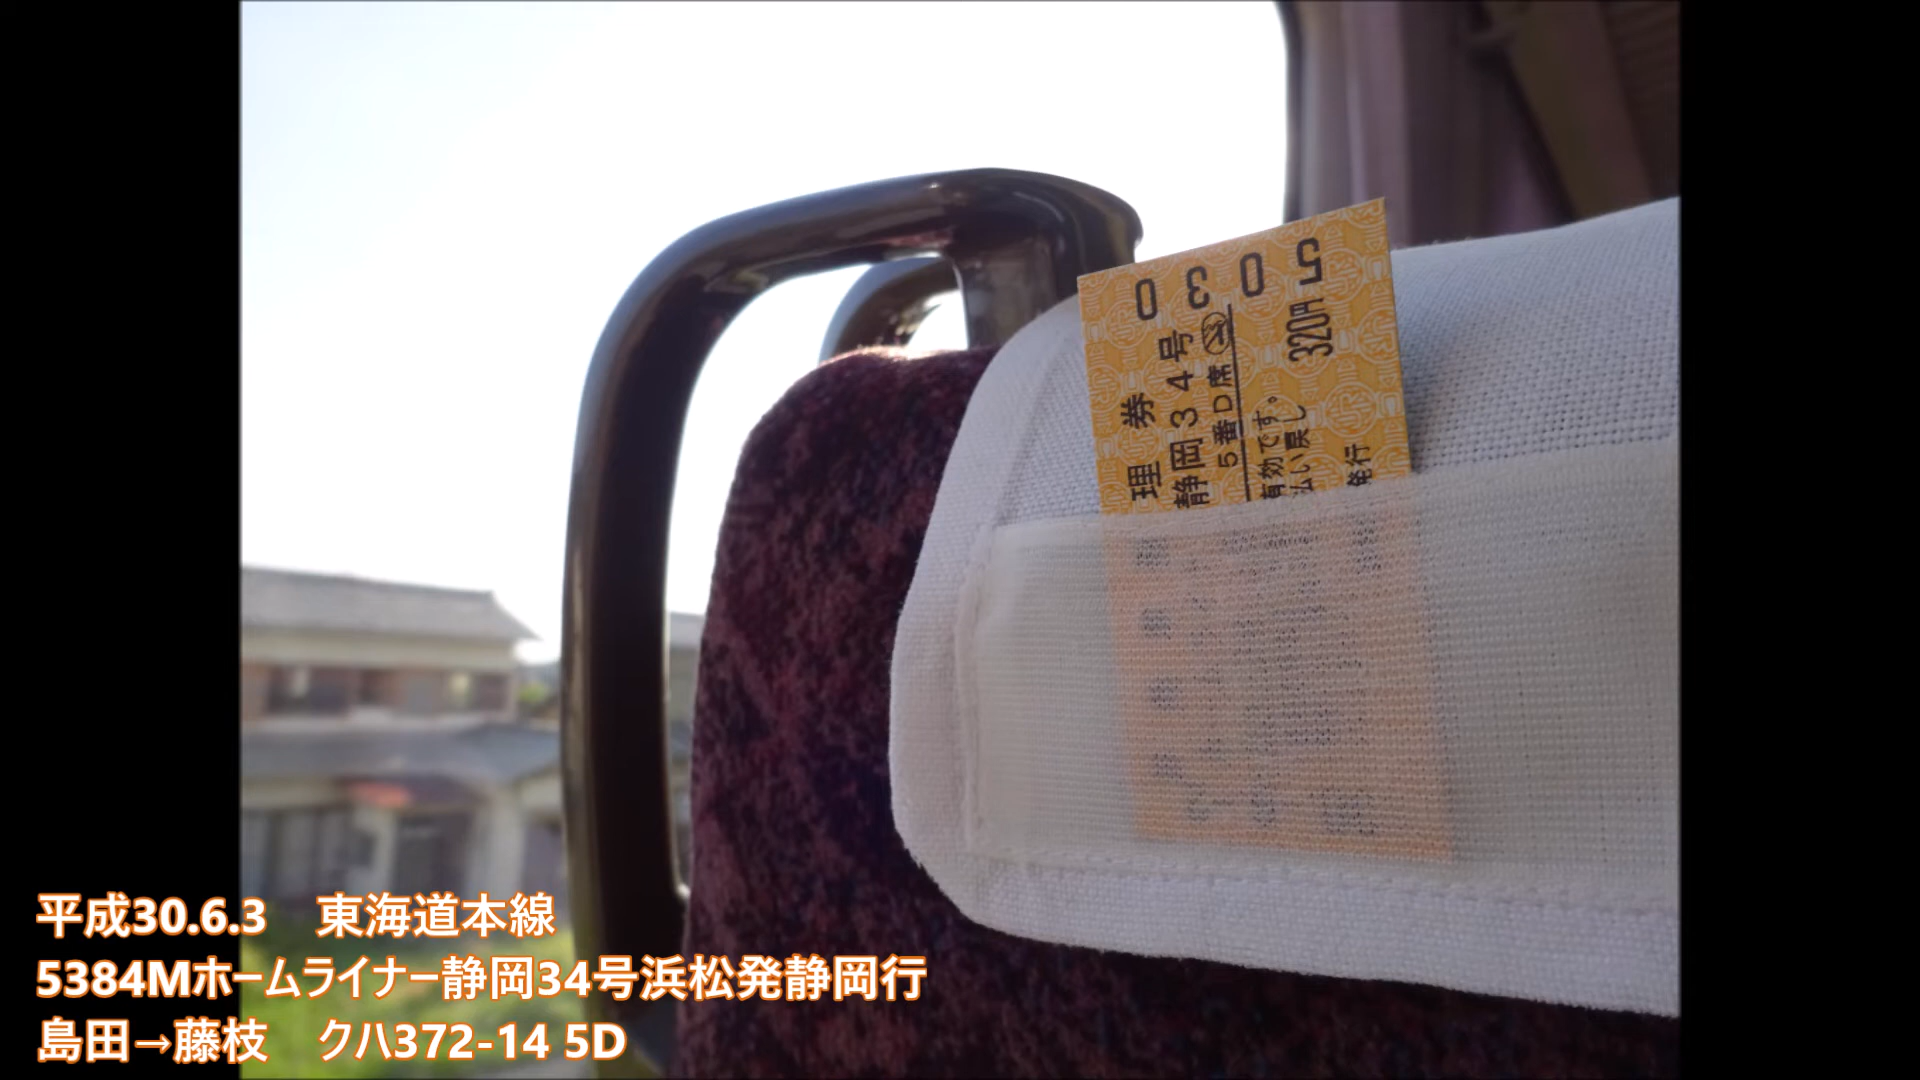 0305
理券
静岡34号
5番D席
有効です。
払い戻し 320円
発行
平成30.6.3　東海道本線
5384Mホームライナー静岡34号浜松発静岡行
島田→藤枝　クハ372-14 5D